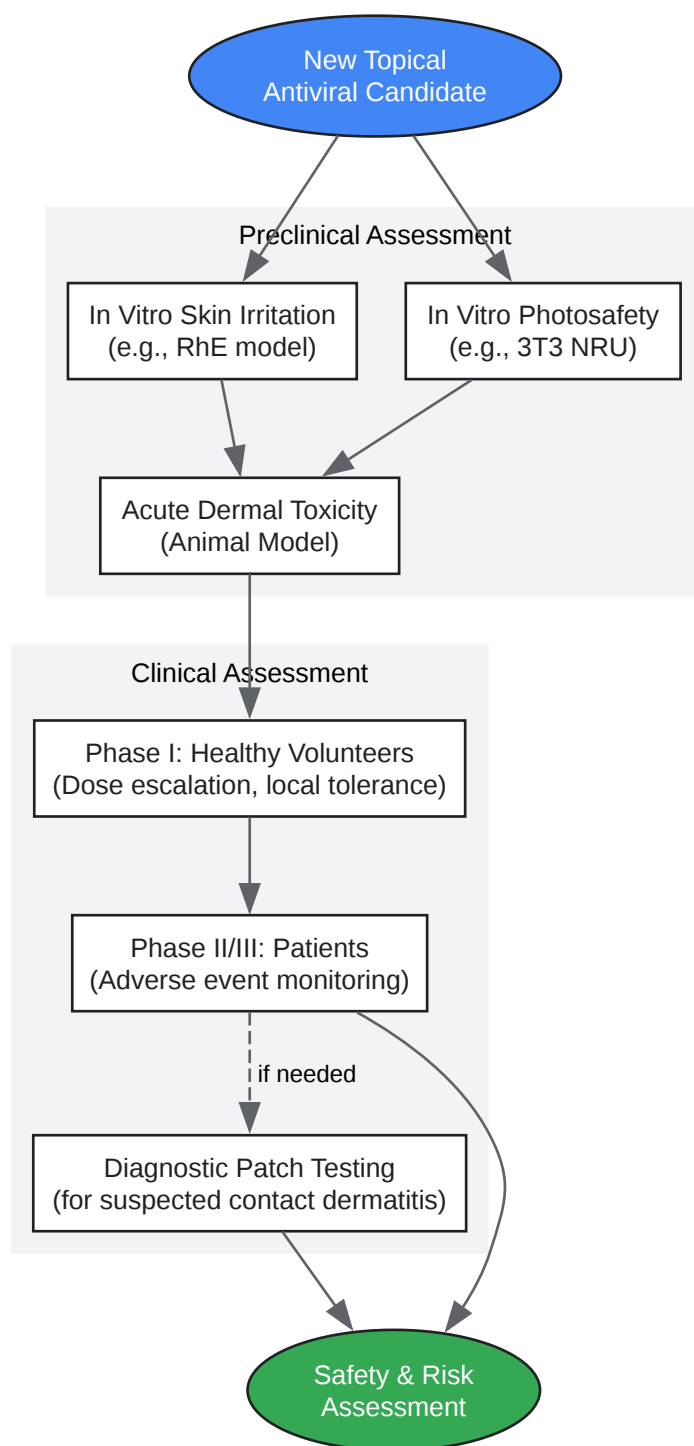 New Topical
Antiviral Candidate
Preclinical Assessment
In Vitro Skin Irritation
(e.g., RhE model)
In Vitro Photosafety
(e.g., 3T3 NRU)
Acute Dermal Toxicity
(Animal Model)
Clinical Assessment
Phase I: Healthy Volunteers
(Dose escalation, local tolerance)
Phase II/III: Patients
(Adverse event monitoring)
if needed
Diagnostic Patch Testing
(for suspected contact dermatitis)
Safety & Risk
Assessment